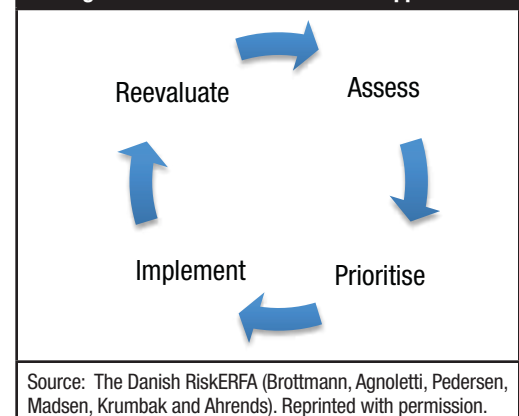 Reevaluate
Assess
Prioritise
Implement
Source: The Danish RiskERFA (Brottmann, Agnoletti, Pedersen,
Madsen, Krumbak and Ahrends). Reprinted with permission.